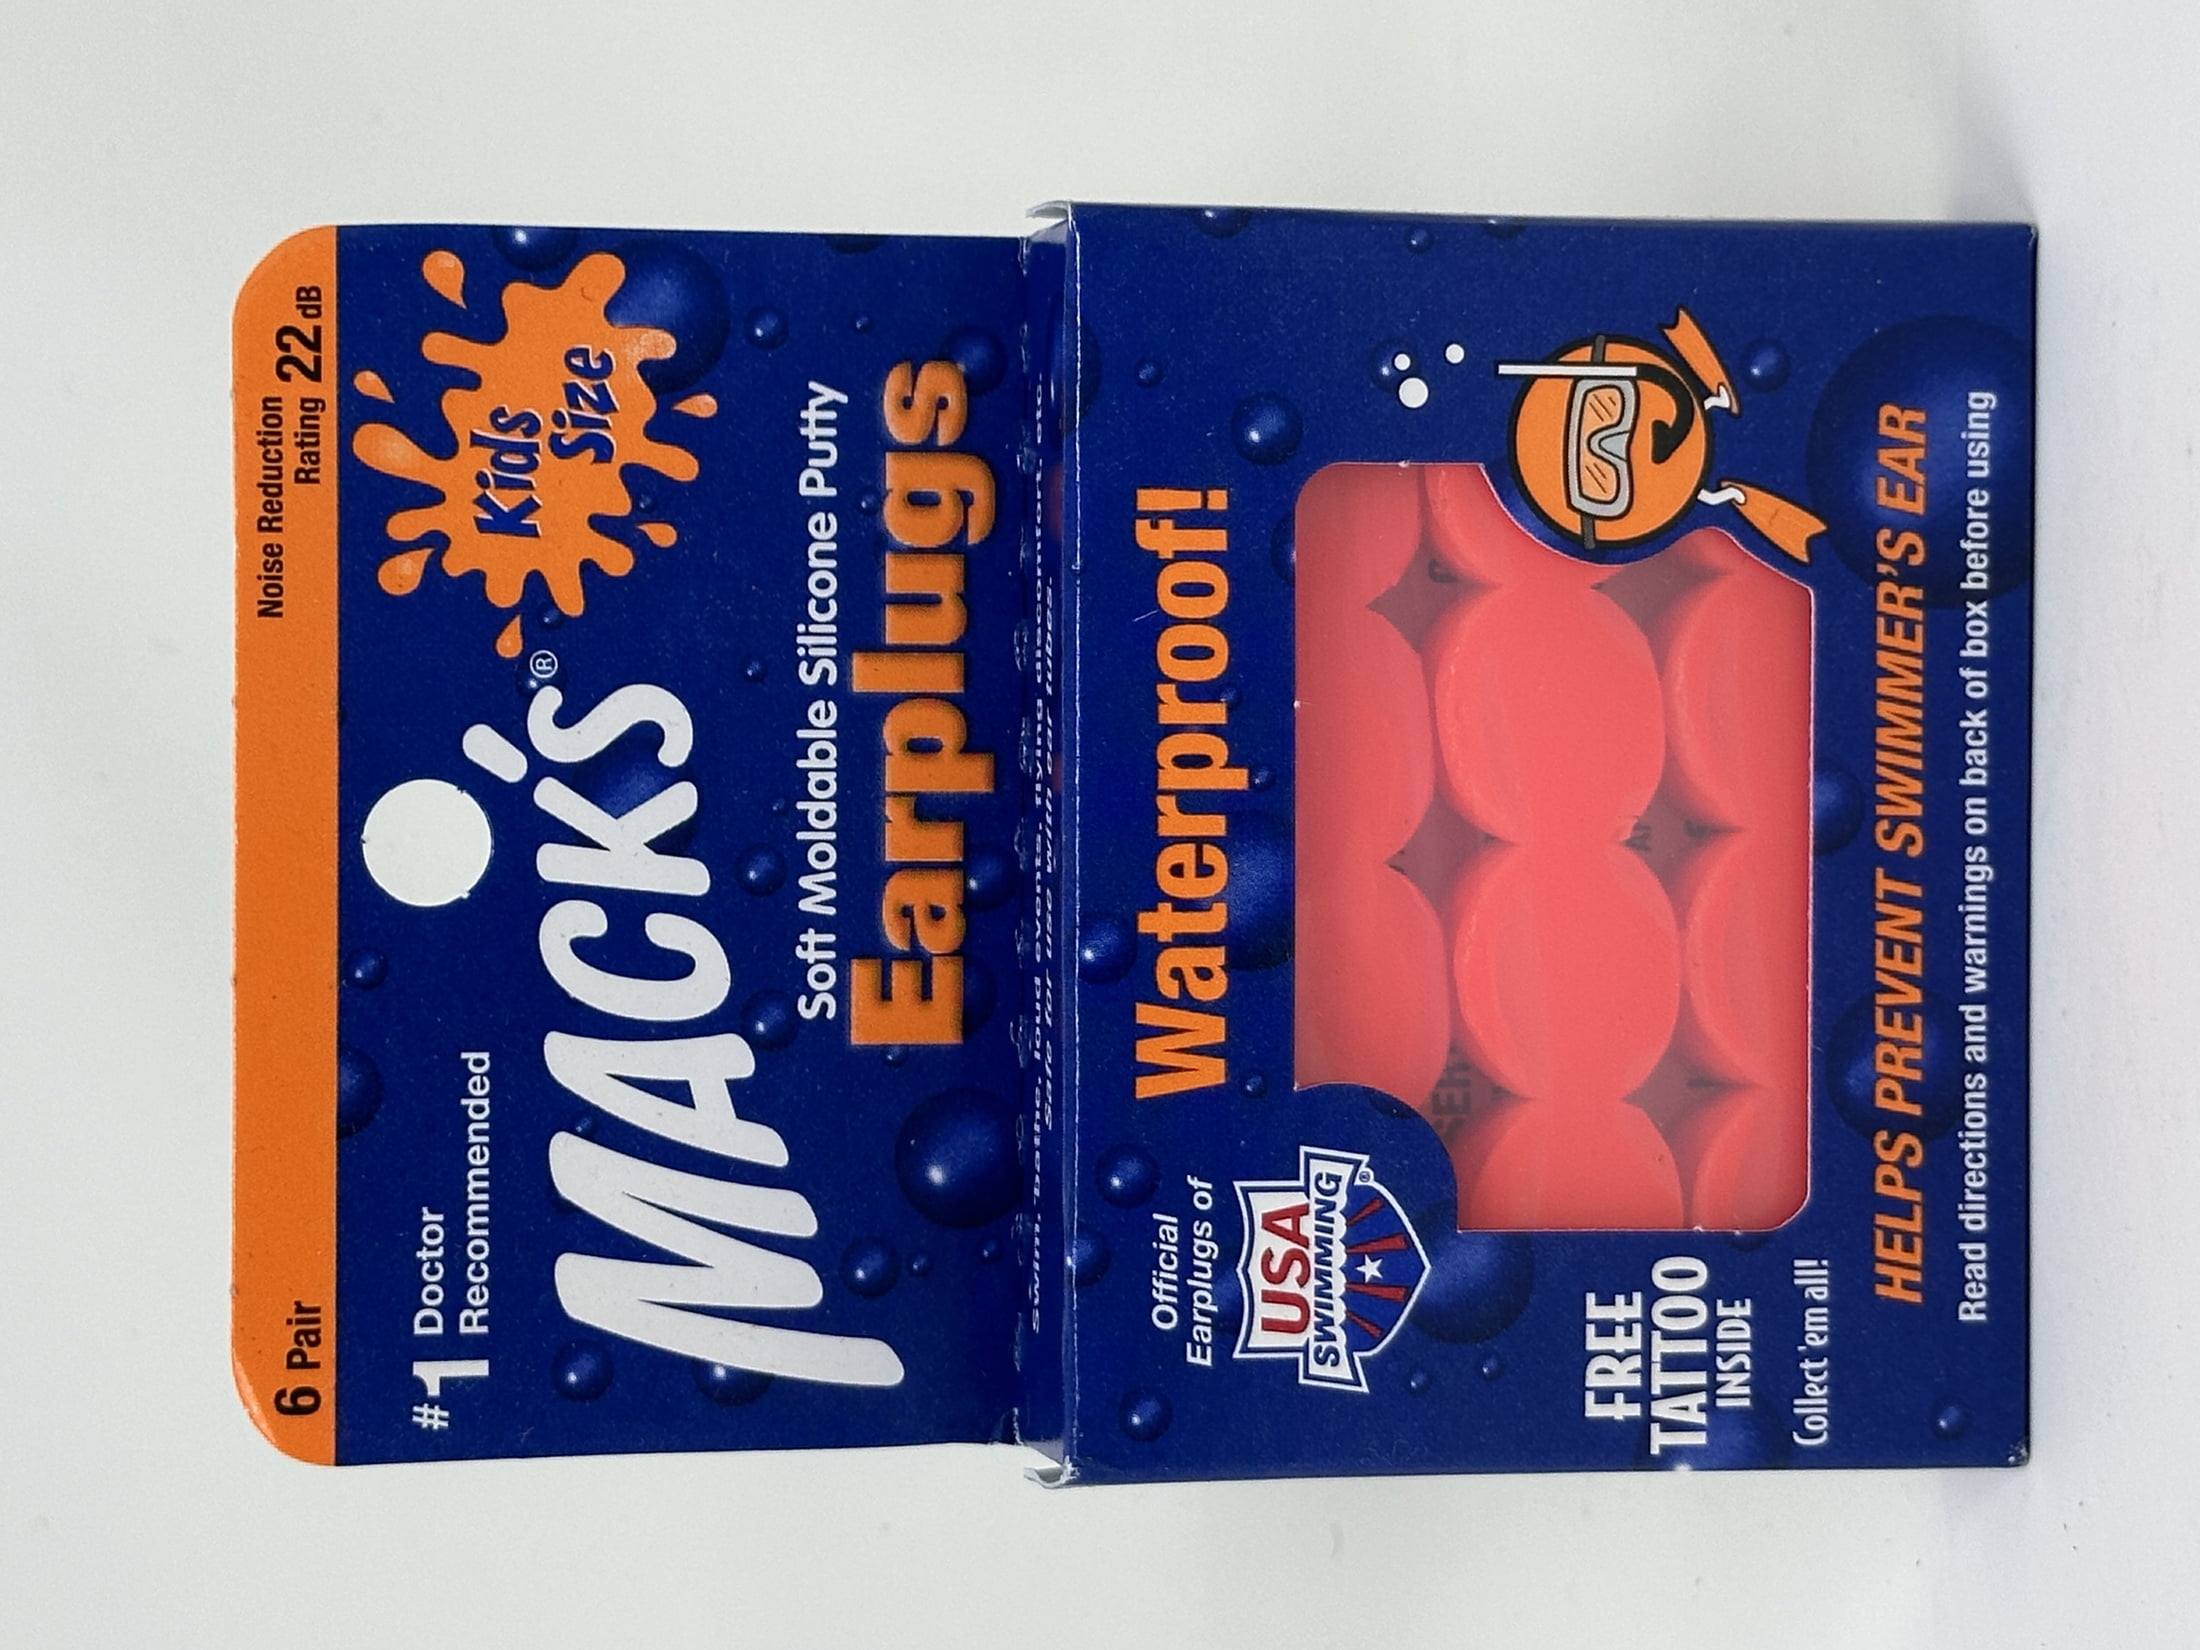 6 Pair
Noise Reduction
Rating 22 dB
#1 Doctor
Recommended
Kids
Size
MACK'S®
Soft Moldable Silicone Putty
Earplugs
Waterproof!
Official
Earplugs of
USA
SWIMMING®
FREE
TATTOO
INSIDE
Collect 'em all!
HELPS PREVENT SWIMMER'S EAR
Read directions and warnings on back of box before using